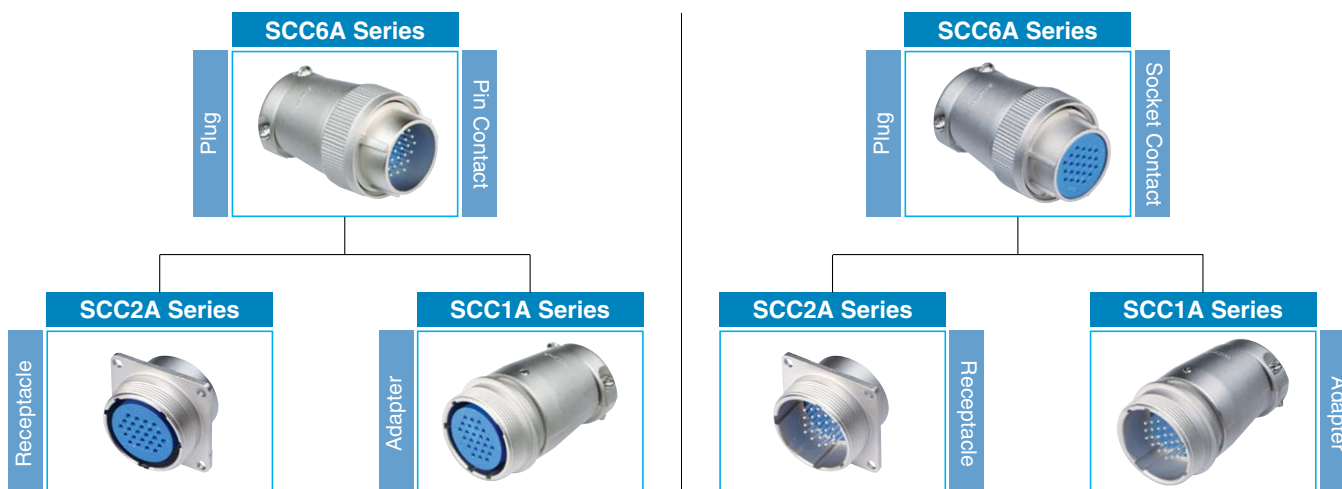 SCC6A Series
Plug
Pin Contact
SCC2A Series
Receptacle
SCC1A Series
Adapter
SCC6A Series
Plug
Socket Contact
SCC2A Series
Receptacle
SCC1A Series
Adapter